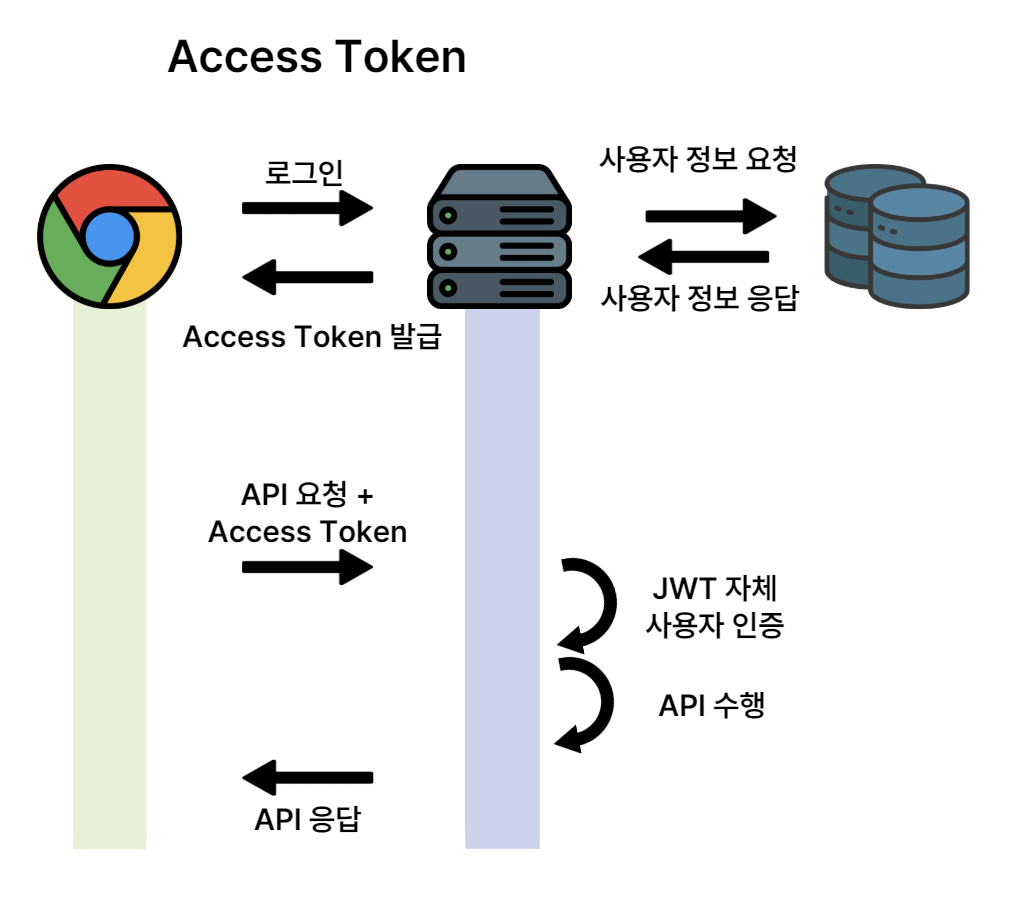 Access Token
로그인
사용자 정보 요청
사용자 정보 응답
Access Token 발급
API 요청 +
Access Token
JWT 자체
사용자 인증
API 수행
API 응답